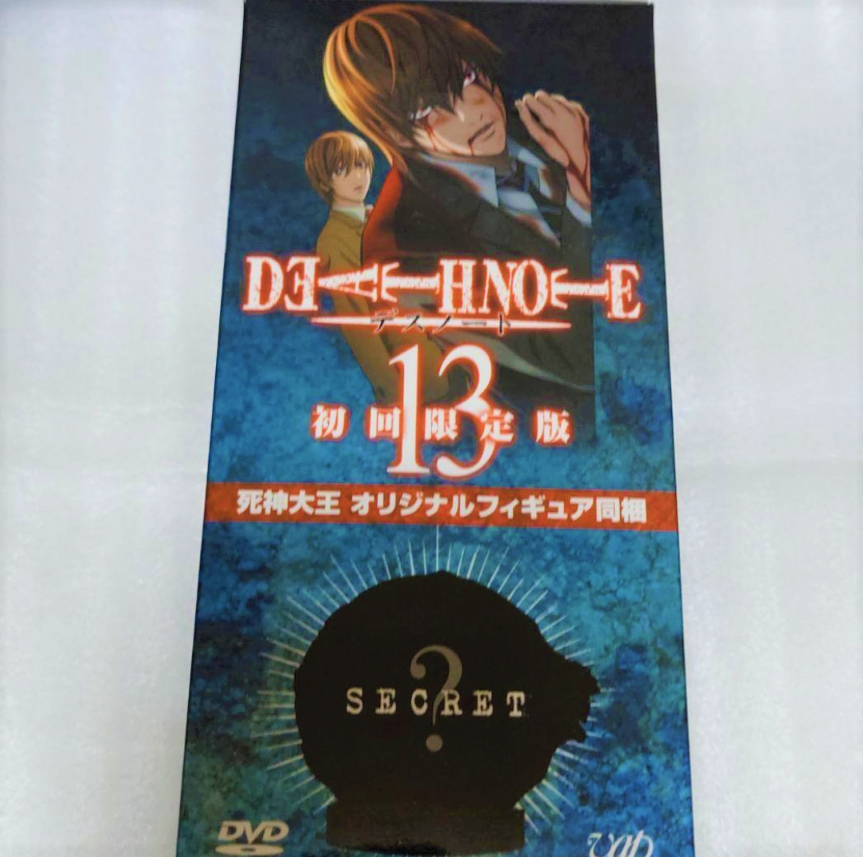 DEATH NOTE
デスノート
13
初回限定版
死神大王 オリジナルフィギュア同梱
?
SECRET
DVD
vap